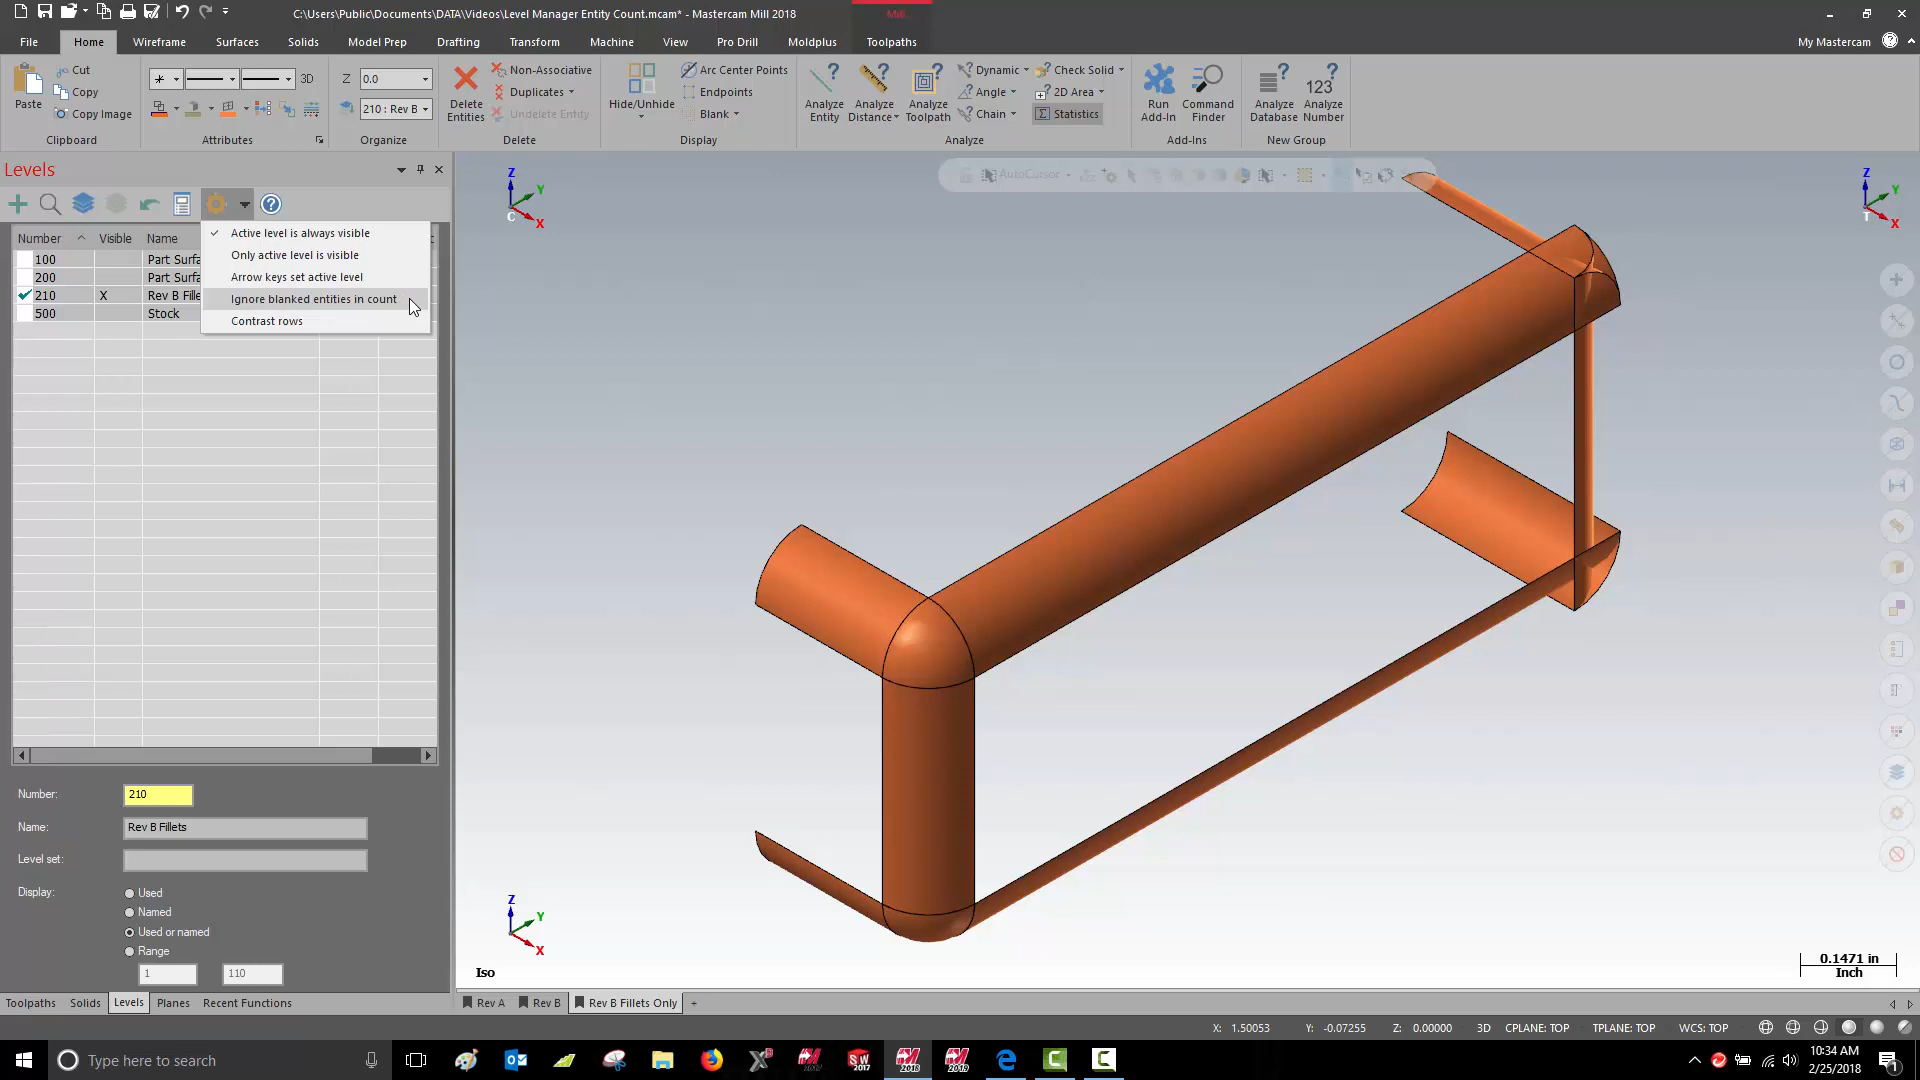 C:\Users\Public\Documents\DATA\Videos\Level Manager Entity Count.mcam* - Mastercam Mill 2018
Mill
File Home Wireframe Surfaces Solids Model Prep Drafting Transform Machine View Pro Drill Moldplus Toolpaths My Mastercam
Cut
Copy
Copy Image
Paste
Clipboard
3D
Attributes
Z 0.0
210 : Rev B
Organize
Delete Entities
Non-Associative
Duplicates
Undelete Entity
Delete
Hide/Unhide
Arc Center Points
Endpoints
Blank
Display
Analyze Entity
Analyze Distance
Analyze Toolpath
Dynamic
Angle
Chain
Check Solid
2D Area
Statistics
Analyze
Run Add-In
Command Finder
Add-Ins
Analyze Database
123
Analyze Number
New Group
Levels
Number Visible Name
100 Part Surfa
200 Part Surfa
210 X Rev B Fille
500 Stock
Active level is always visible
Only active level is visible
Arrow keys set active level
Ignore blanked entities in count
Contrast rows
Number: 210
Name: Rev B Fillets
Level set:
Display: Used
Named
Used or named
Range
1 110
Toolpaths Solids Levels Planes Recent Functions
AutoCursor
Z Y X C
Z Y X T
Z Y X
Iso
0.1471 in
Inch
Rev A Rev B Rev B Fillets Only +
X: 1.50053 Y: -0.07255 Z: 0.00000 3D CPLANE: TOP TPLANE: TOP WCS: TOP
Type here to search
2017
2018
2019
10:34 AM
2/25/2018
1